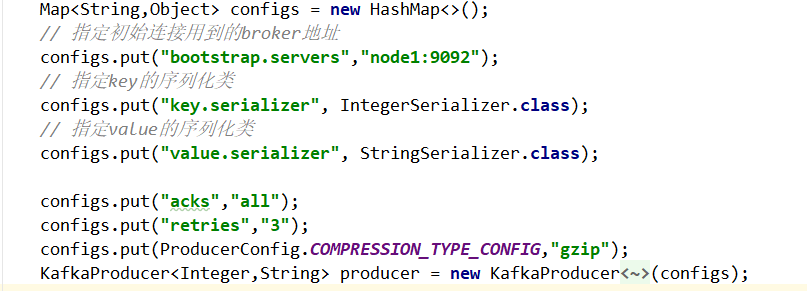 Map<String,Object> configs = new HashMap<>();
// 指定初始连接用到的broker地址
configs.put("bootstrap.servers","node1:9092");
// 指定key的序列化类
configs.put("key.serializer", IntegerSerializer.class);
// 指定value的序列化类
configs.put("value.serializer", StringSerializer.class);
configs.put("acks","all");
configs.put("retries","3");
configs.put(ProducerConfig.COMPRESSION_TYPE_CONFIG,"gzip");
KafkaProducer<Integer,String> producer = new KafkaProducer<~>(configs);